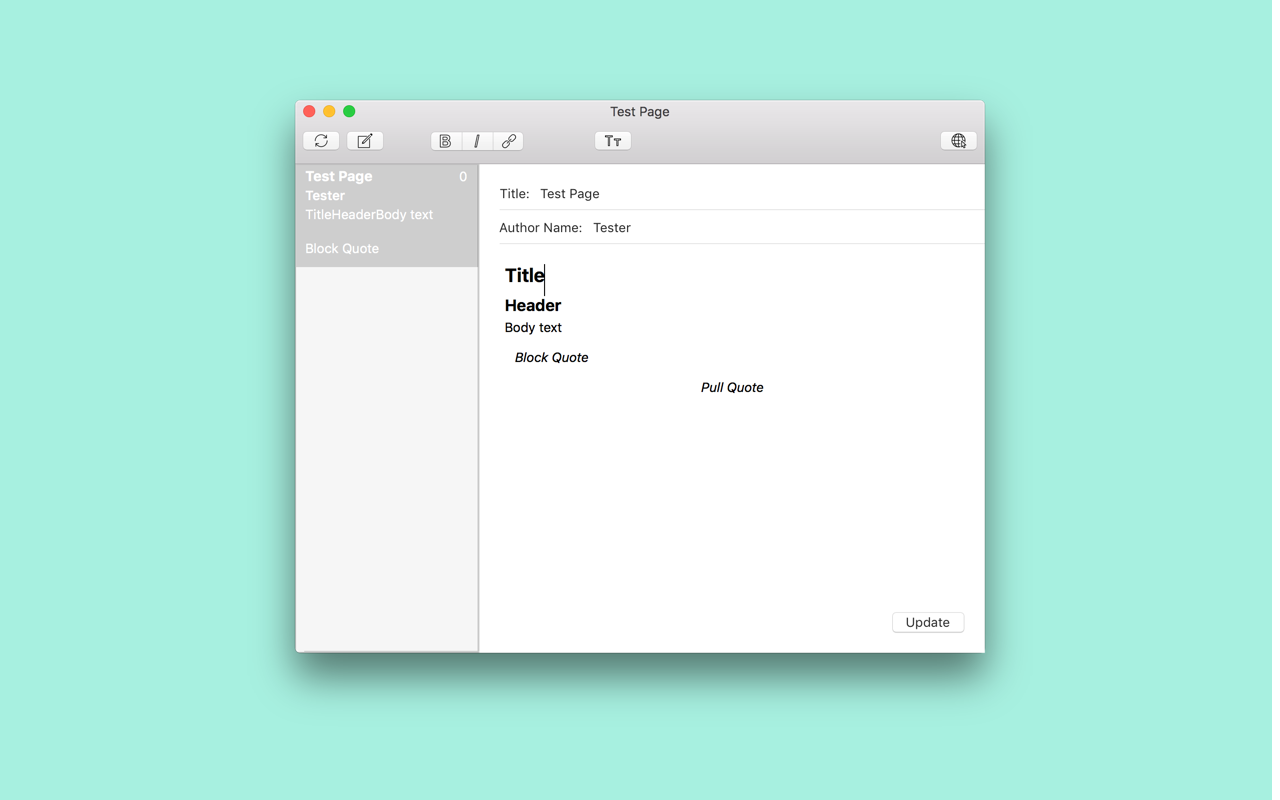 Test Page
B I Tт
Test Page 0
Tester
TitleHeaderBody text
Block Quote
Title: Test Page
Author Name: Tester
Title
Header
Body text
Block Quote
Pull Quote
Update